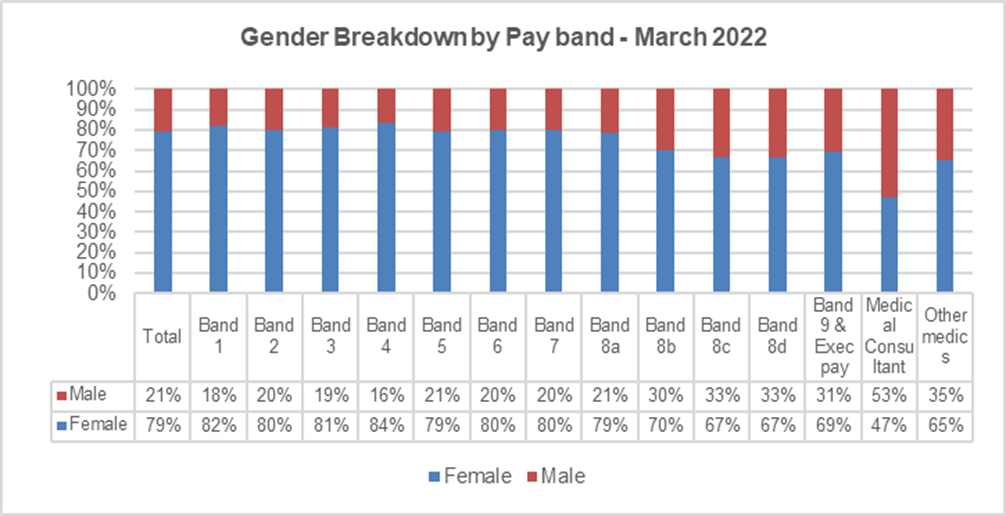 Gender Breakdown by Pay band - March 2022
100%
90%
80%
70%
60%
50%
40%
30%
20%
10%
0%
Total Band 1 Band 2 Band 3 Band 4 Band 5 Band 6 Band 7 Band 8a Band 8b Band 8c Band 8d Band 9 & Exec pay Medic al Consu ltant Other medic s
Male 21% 18% 20% 19% 16% 21% 20% 20% 21% 30% 33% 33% 31% 53% 35%
Female 79% 82% 80% 81% 84% 79% 80% 80% 79% 70% 67% 67% 69% 47% 65%
Female Male